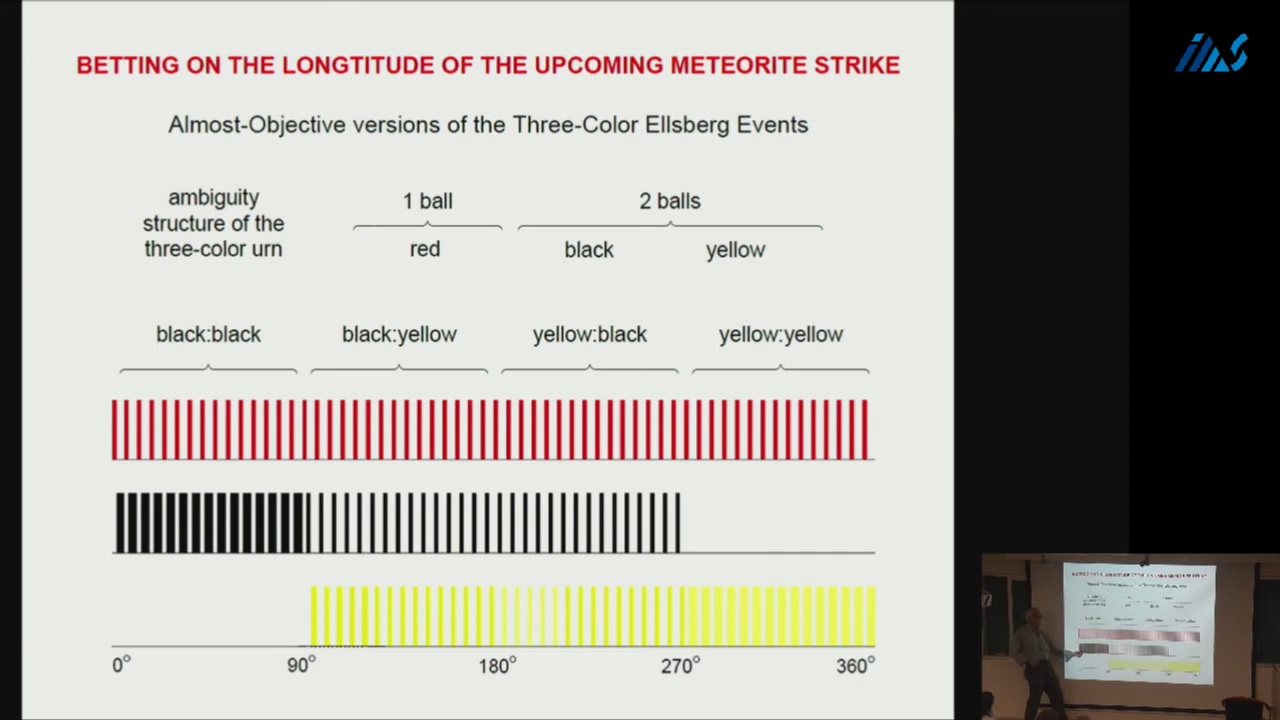 BETTING ON THE LONGTITUDE OF THE UPCOMING METEORITE STRIKE
Almost-Objective versions of the Three-Color Ellsberg Events
ambiguity
structure of the
three-color urn
1 ball
2 balls
red
black
yellow
black:black
black:yellow
yellow:black
yellow:yellow
0°
90°
180°
270°
360°
IIAS